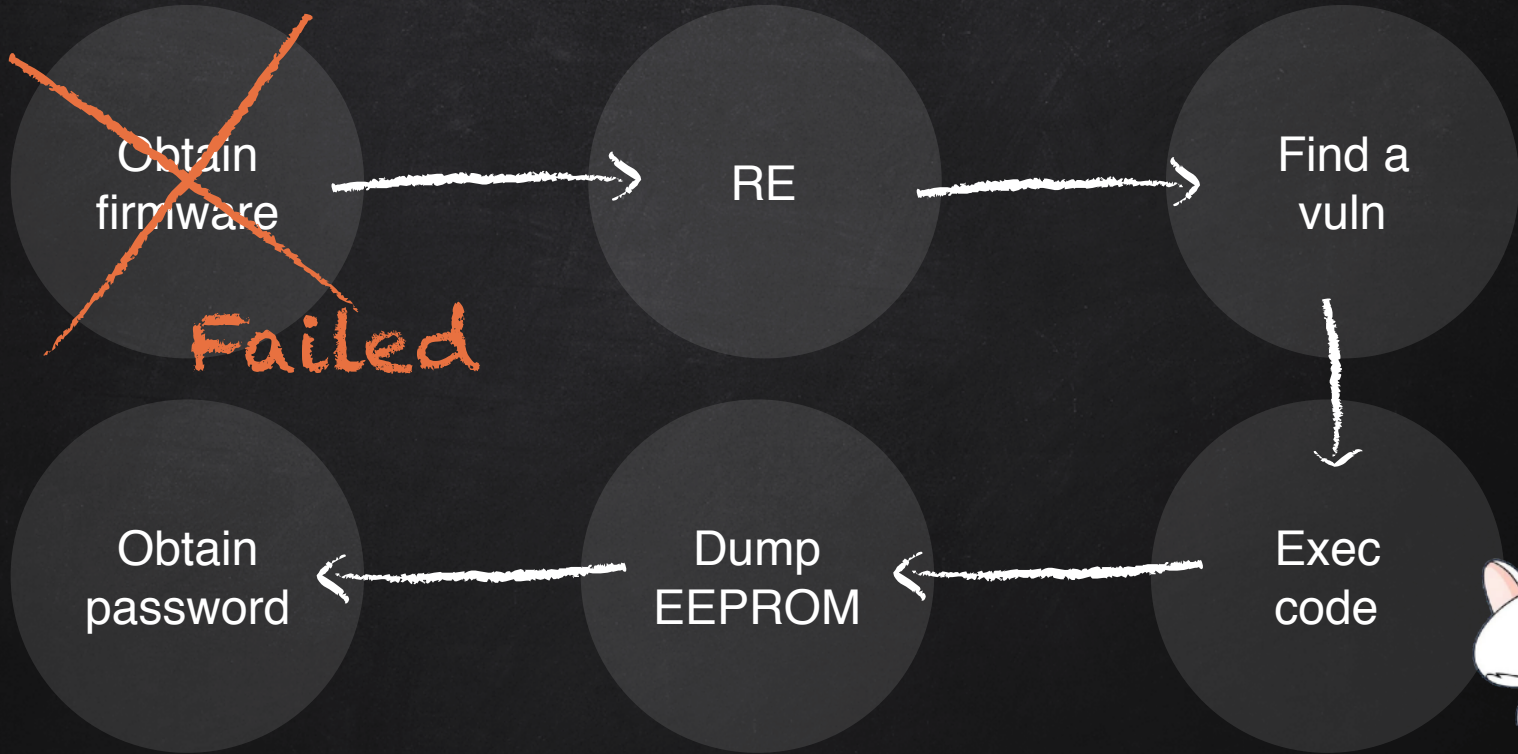 Obtain
firmware
Failed
RE
Find a
vuln
Exec
code
Dump
EEPROM
Obtain
password